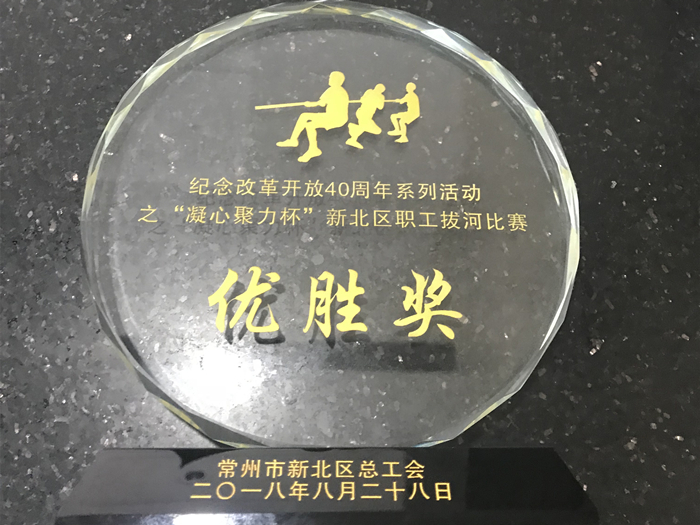 纪念改革开放40周年系列活动
之“凝心聚力杯”新北区职工拔河比赛
优胜奖
常州市新北区总工会
二〇一八年八月二十八日